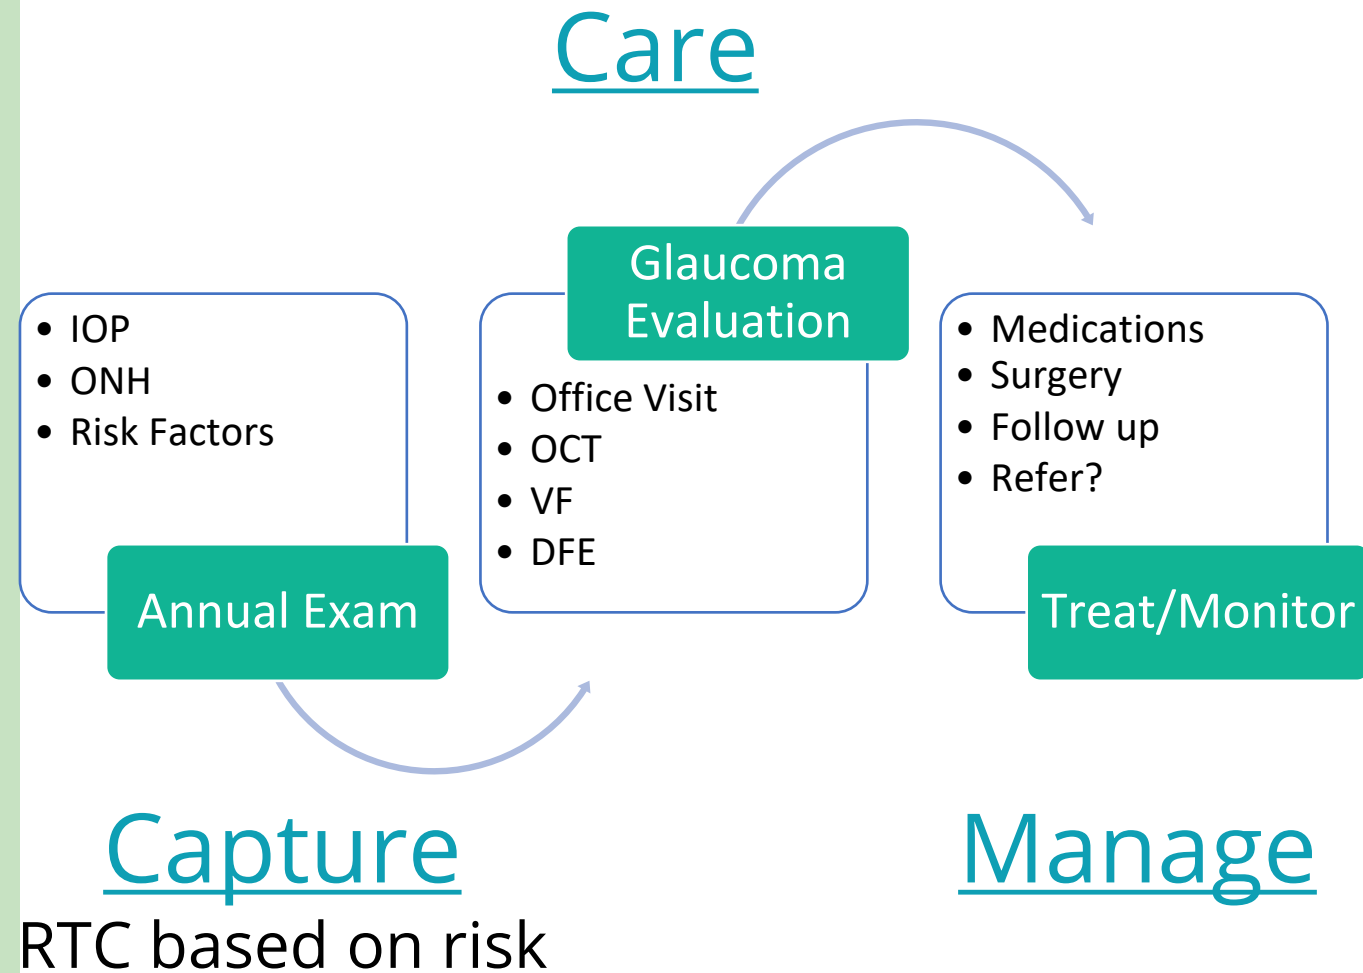 Care
• IOP
• ONH
• Risk Factors
Annual Exam
Glaucoma
Evaluation
• Office Visit
• OCT
• VF
• DFE
• Medications
• Surgery
• Follow up
• Refer?
Treat/Monitor
Capture
Manage
RTC based on risk